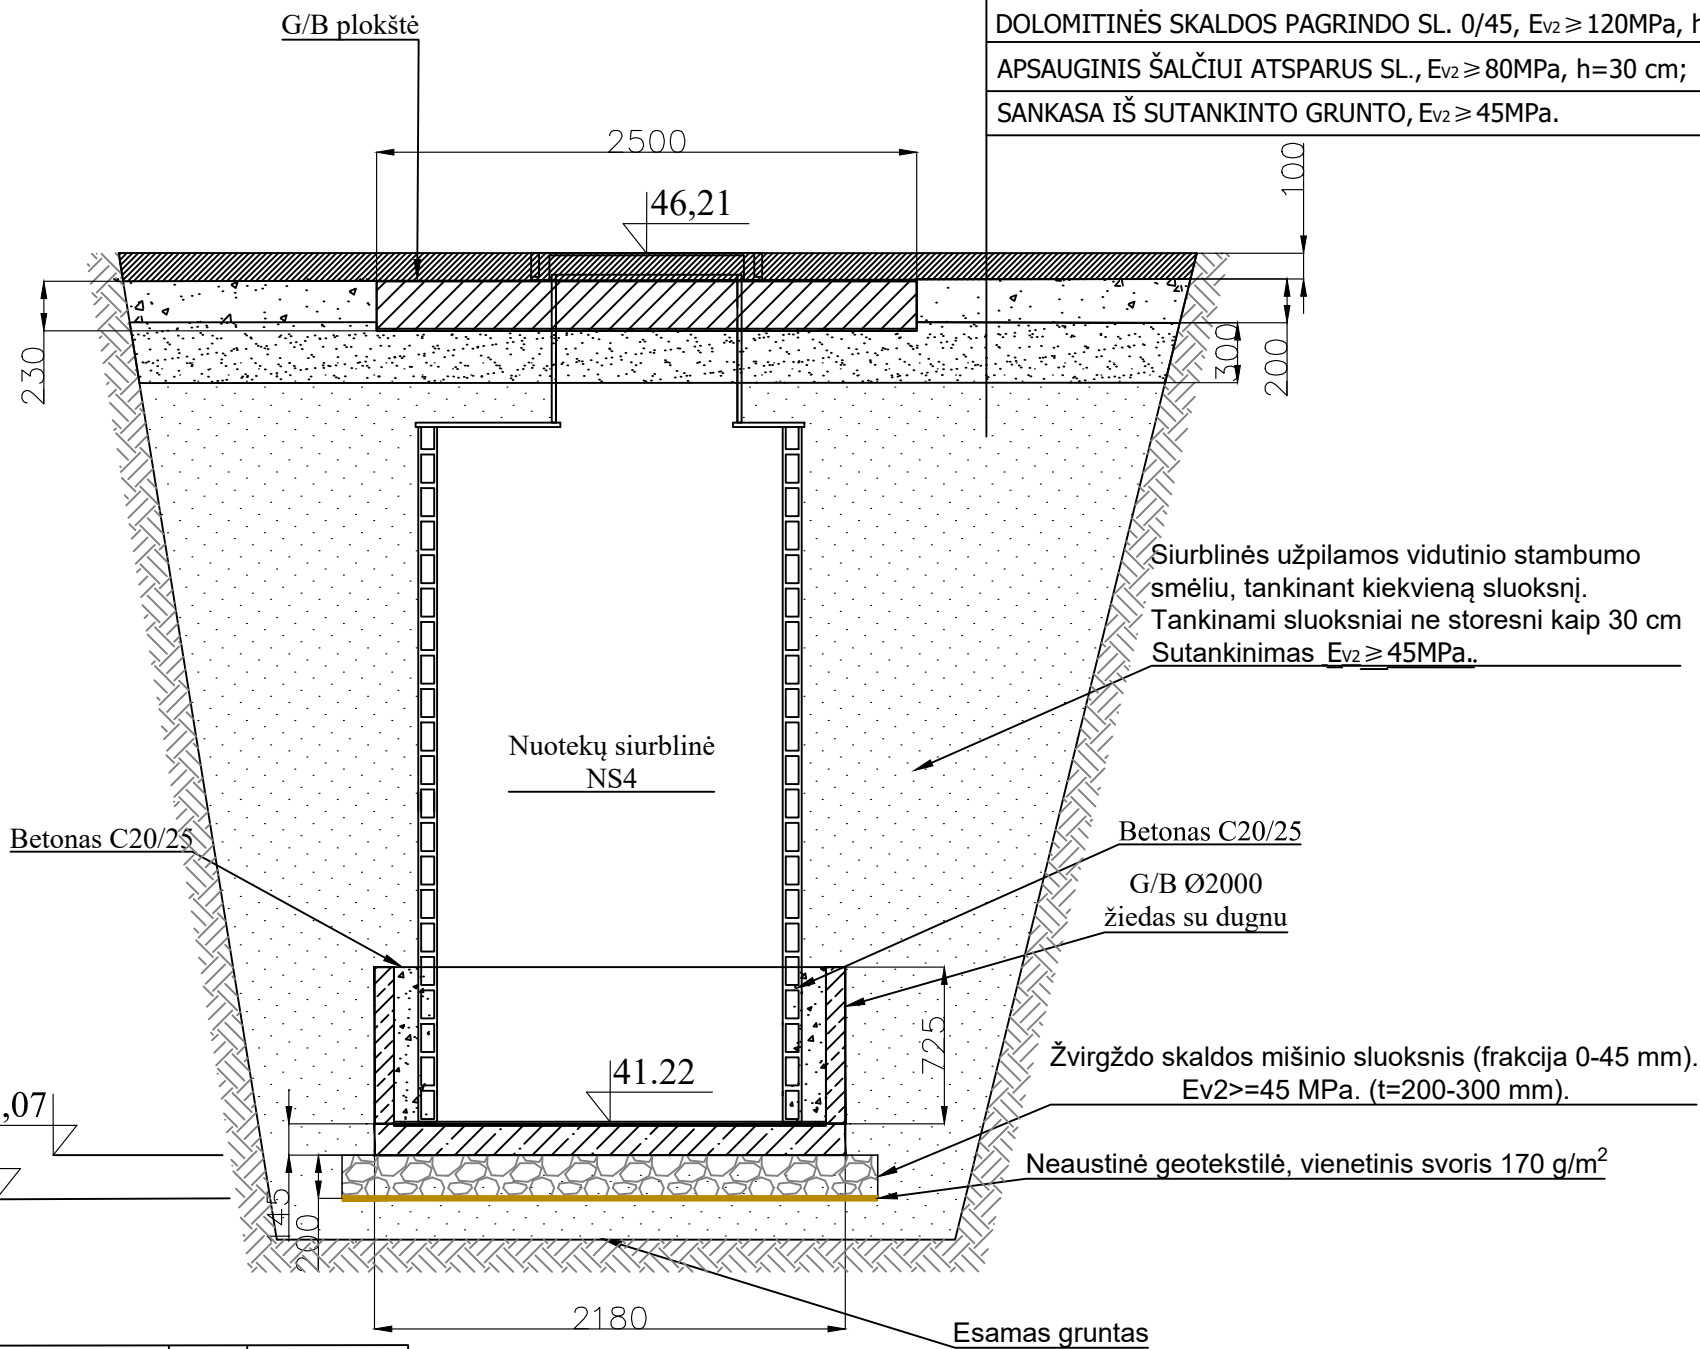 G/B plokštė
DOLOMITINĖS SKALDOS PAGRINDO SL. 0/45, EV2 ≥ 120MPa, h
APSAUGINIS ŠALČIUI ATSPARUS SL., EV2 ≥ 80MPa, h=30 cm;
SANKASA IŠ SUTANKINTO GRUNTO, EV2 ≥ 45MPa.
2500
100
46,21
230
300
200
Siurblinės užpilamos vidutinio stambumo
smėliu, tankinant kiekvieną sluoksnį.
Tankinami sluoksniai ne storesni kaip 30 cm
Sutankinimas EV2 ≥ 45MPa..
Nuotekų siurblinė
NS4
Betonas C20/25
Betonas C20/25
G/B Ø2000
žiedas su dugnu
725
41.22
Žvirgždo skaldos mišinio sluoksnis (frakcija 0-45 mm).
Ev2>=45 MPa. (t=200-300 mm).
,07
Neaustinė geotekstilė, vienetinis svoris 170 g/m²
145
200
2180
Esamas gruntas